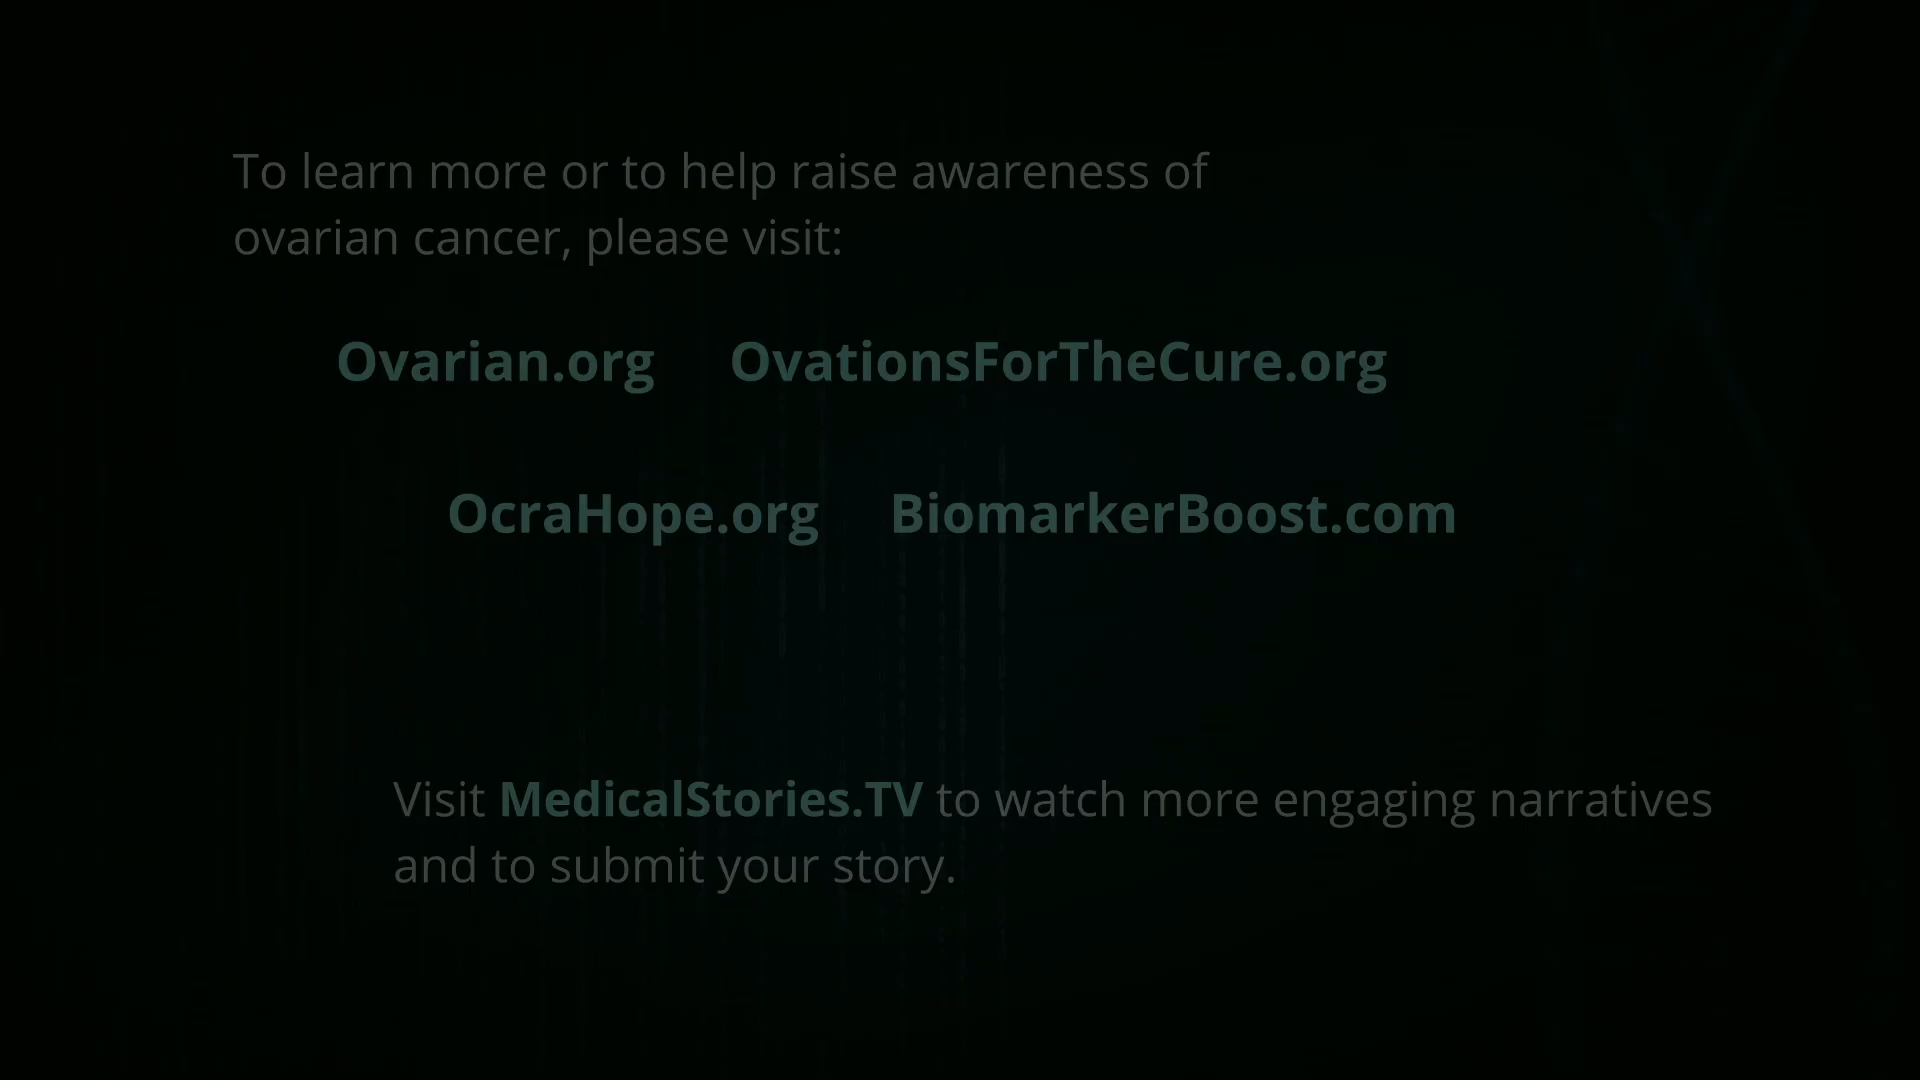 To learn more or to help raise awareness of
ovarian cancer, please visit:
Ovarian.org OvationsForTheCure.org
OcraHope.org BiomarkerBoost.com
Visit MedicalStories.TV to watch more engaging narratives
and to submit your story.